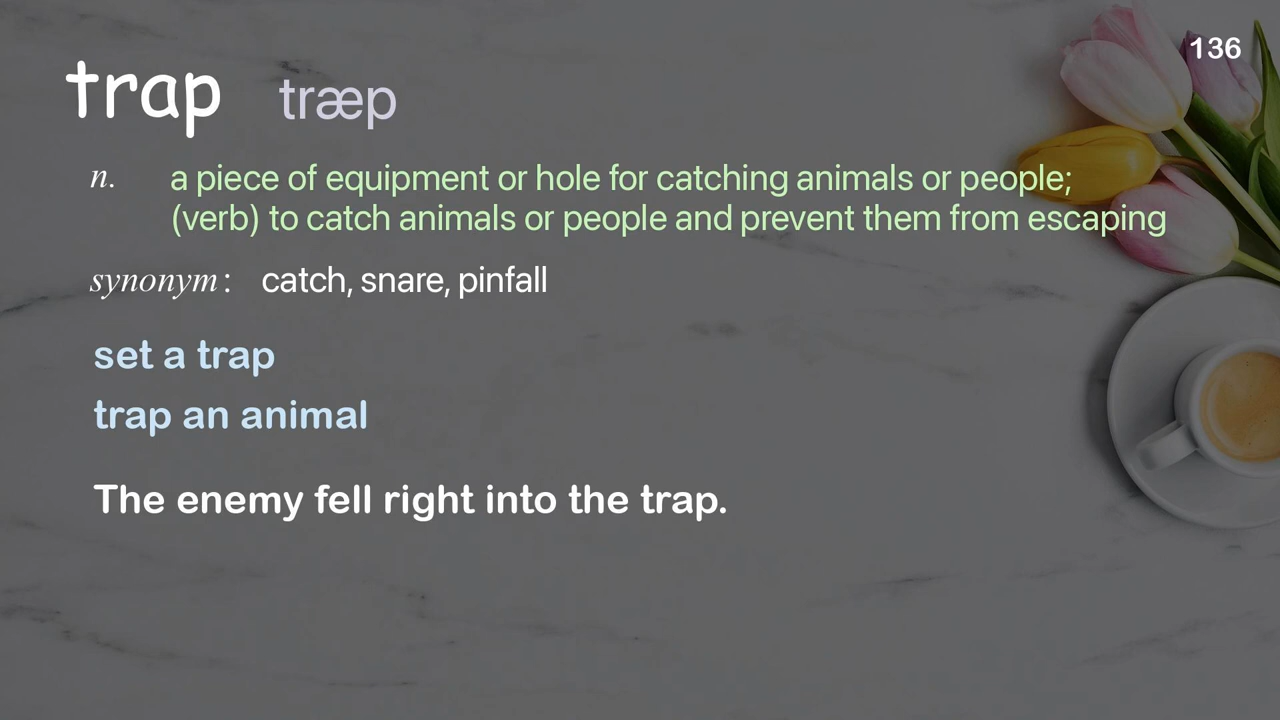 136
trap træp
n. a piece of equipment or hole for catching animals or people;
(verb) to catch animals or people and prevent them from escaping
synonym: catch, snare, pinfall
set a trap
trap an animal
The enemy fell right into the trap.